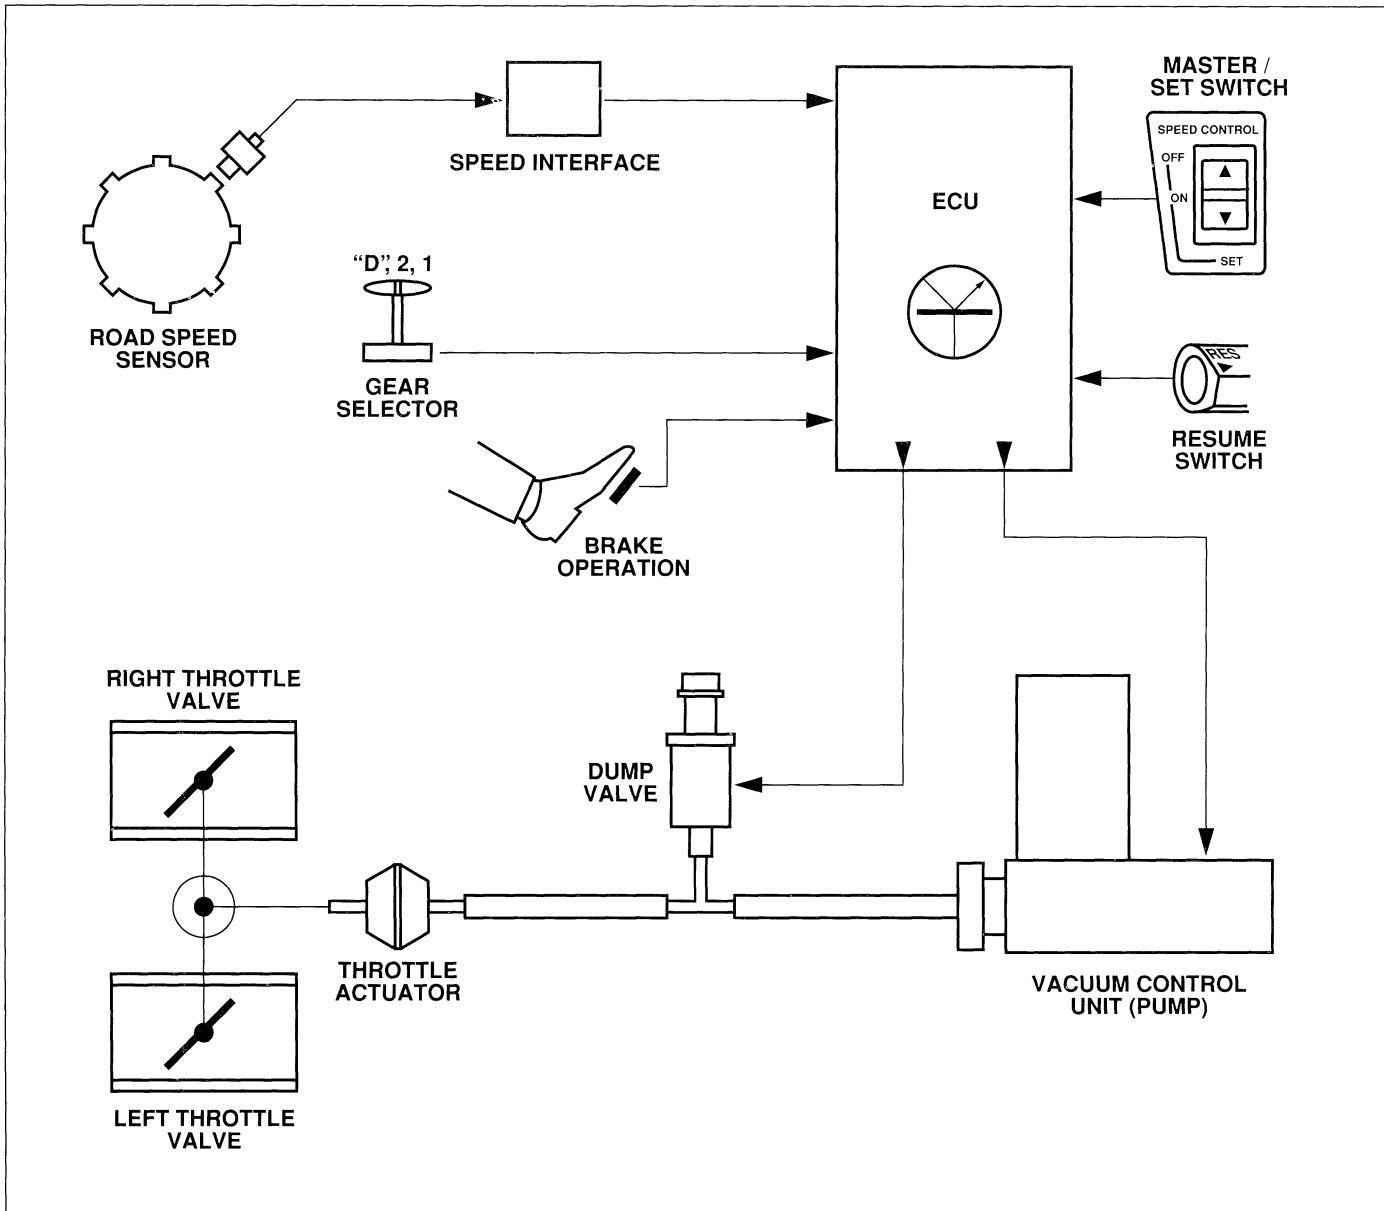 MASTER /
SET SWITCH
SPEED CONTROL
OFF
ON
SET
SPEED INTERFACE
ECU
“D”, 2, 1
ROAD SPEED
SENSOR
GEAR
SELECTOR
RES
RESUME
SWITCH
BRAKE
OPERATION
RIGHT THROTTLE
VALVE
DUMP
VALVE
THROTTLE
ACTUATOR
VACUUM CONTROL
UNIT (PUMP)
LEFT THROTTLE
VALVE